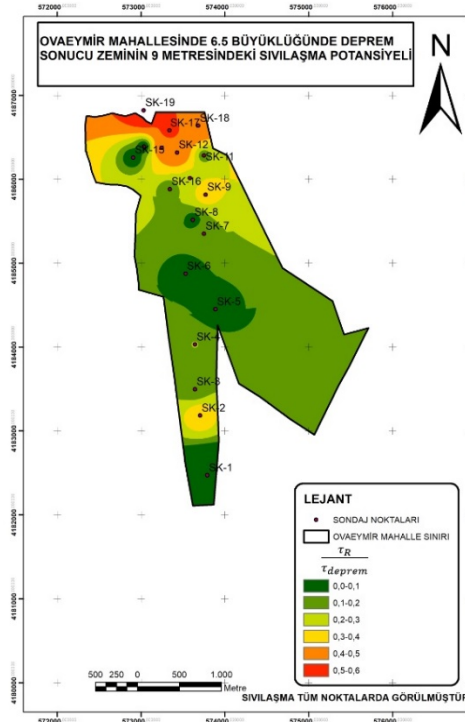 572000 573000 574000 575000 576000
OVAEYMİR MAHALLESİNDE 6.5 BÜYÜKLÜĞÜNDE DEPREM
SONUCU ZEMİNİN 9 METRESİNDEKİ SIVILAŞMA POTANSİYELİ
N
4187000
4186000
4185000
4184000
4183000
4182000
4181000
4180000
SK-19
SK-18
SK-17
SK-12
SK-15
SK-11
SK-16
SK-9
SK-8
SK-7
SK-6
SK-5
SK-4
SK-3
SK-2
SK-1
LEJANT
SONDAJ NOKTALARI
OVAEYMİR MAHALLE SINIRI
τR
τdeprem
0,0-0,1
0,1-0,2
0,2-0,3
0,3-0,4
0,4-0,5
0,5-0,6
500 250 0 500 1.000
Metre
SIVILAŞMA TÜM NOKTALARDA GÖRÜLMÜŞTÜR
572000 573000 574000 575000 576000